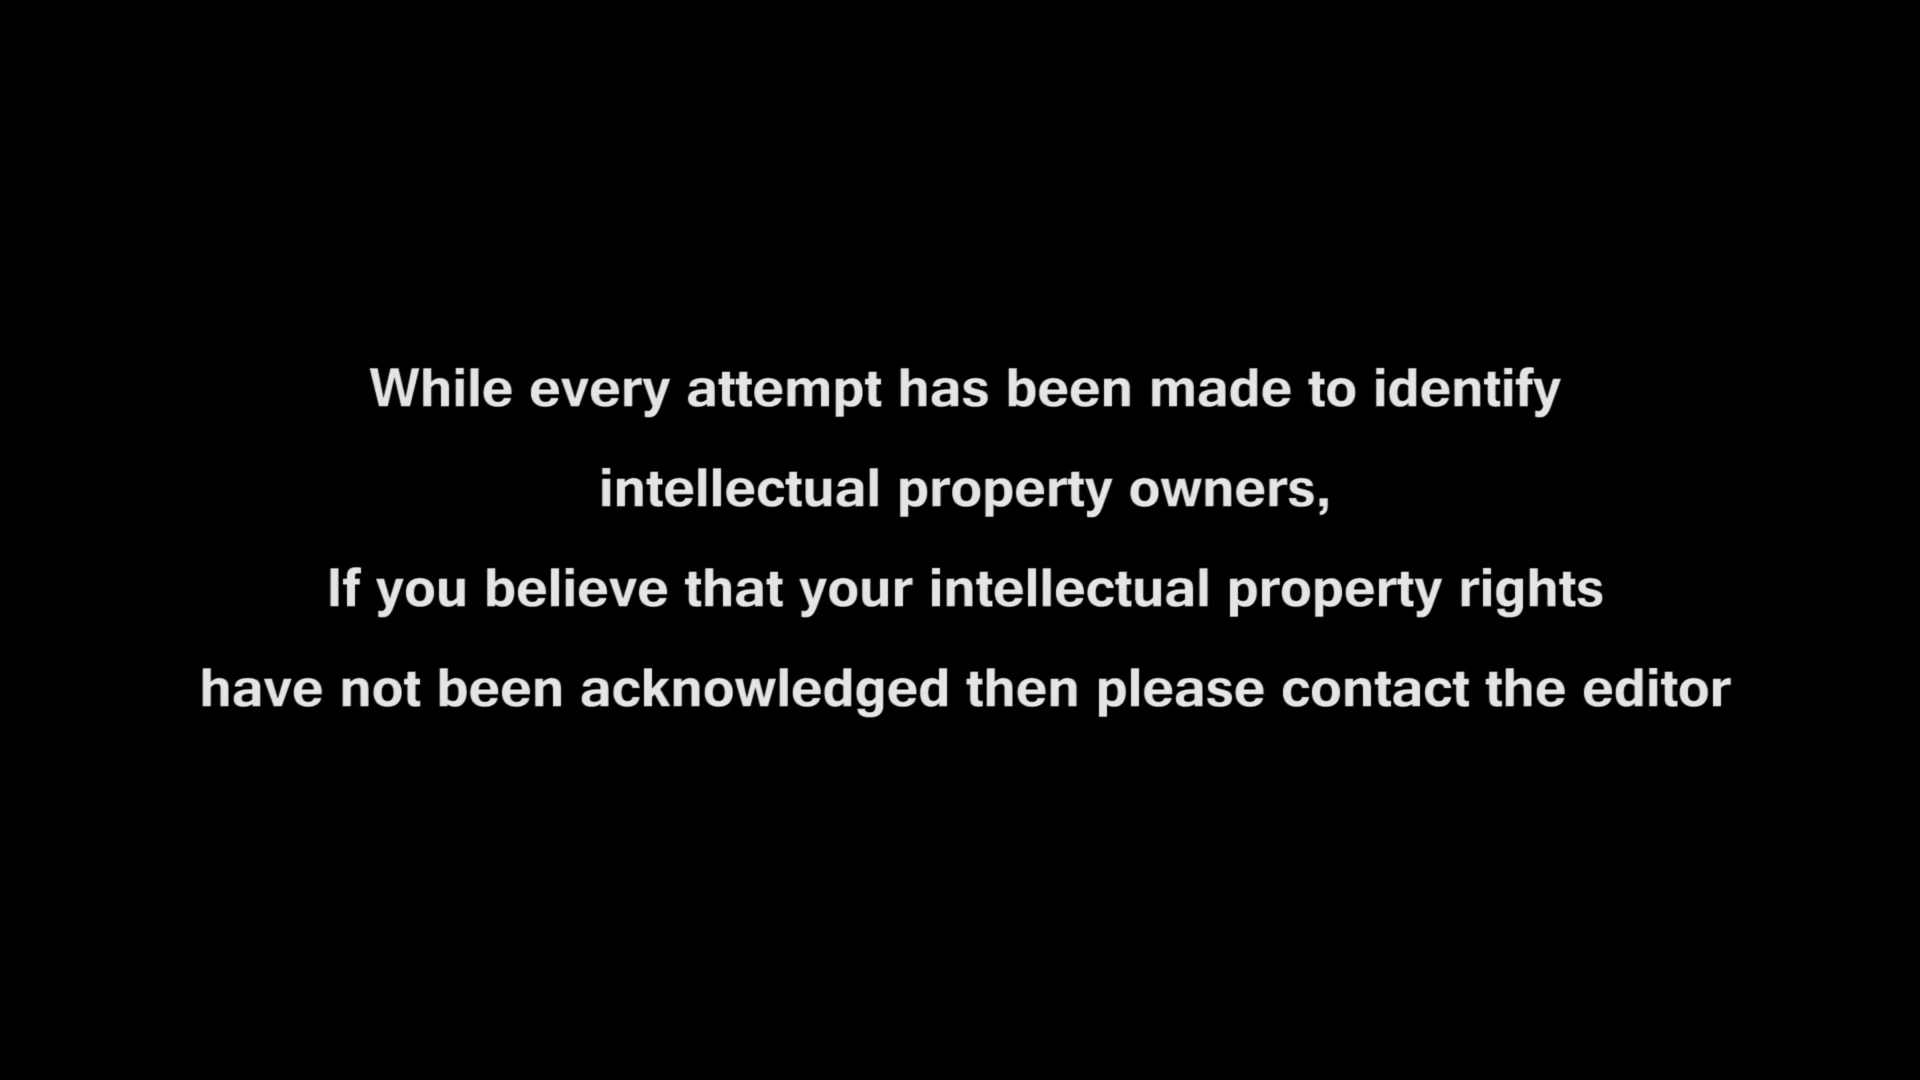 While every attempt has been made to identify
intellectual property owners,
If you believe that your intellectual property rights
have not been acknowledged then please contact the editor